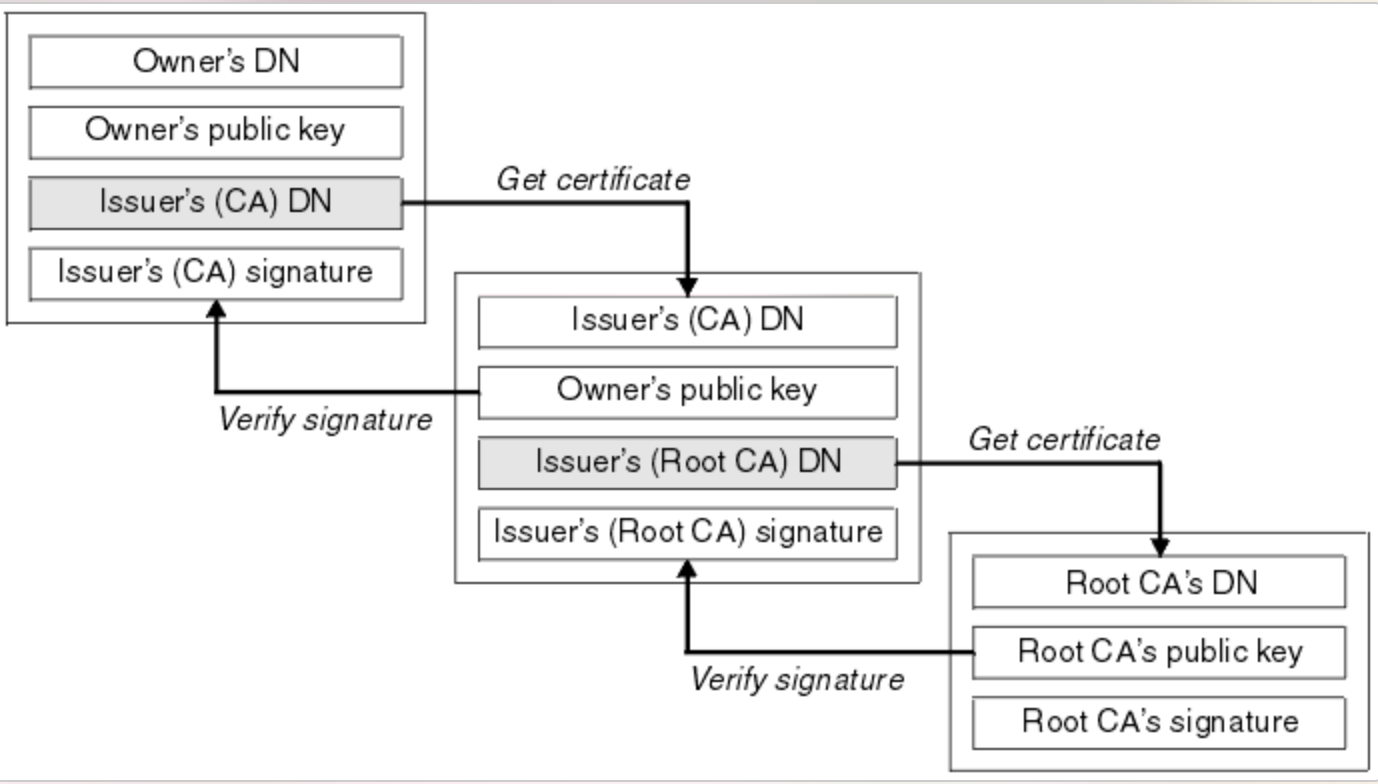 Owner's DN
Owner's public key
Issuer's (CA) DN
Issuer's (CA) signature
Get certificate
Verify signature
Issuer's (CA) DN
Owner's public key
Issuer's (Root CA) DN
Issuer's (Root CA) signature
Get certificate
Verify signature
Root CA's DN
Root CA's public key
Root CA's signature